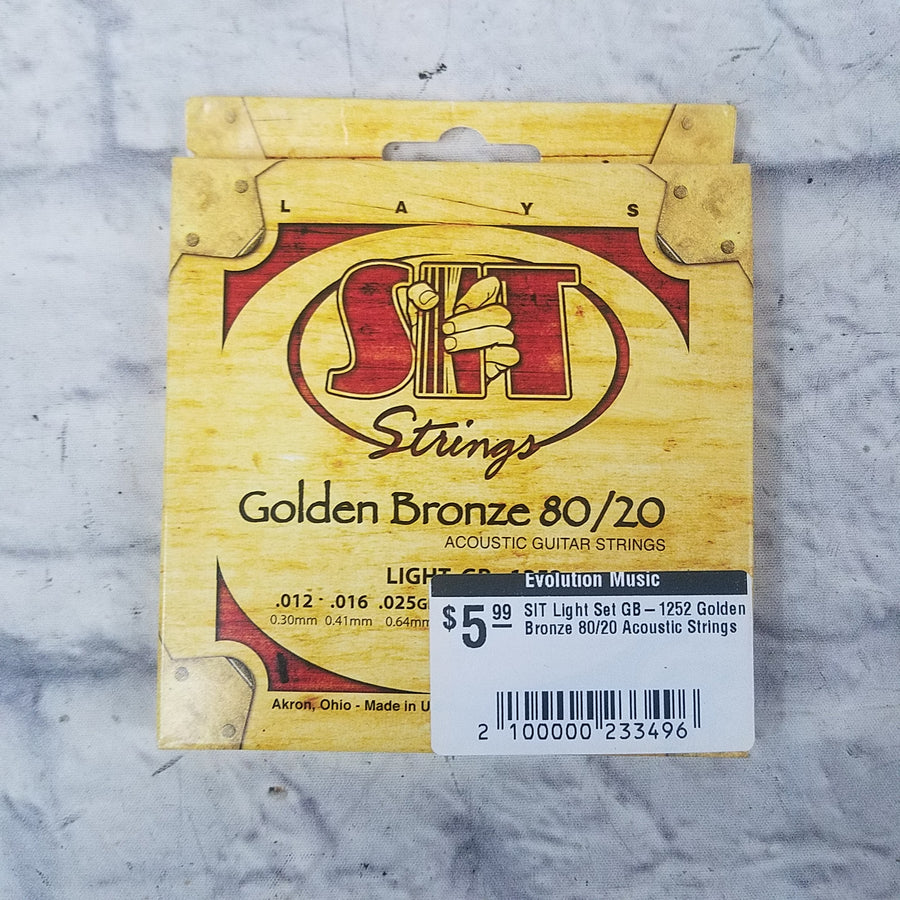 L A Y S
SIT
Strings
Golden Bronze 80/20
ACOUSTIC GUITAR STRINGS
LIGHT
.012 .016 .025
0.30mm 0.41mm 0.64mm
Akron, Ohio - Made in U
Evolution Music
$5 99
SIT Light Set GB-1252 Golden
Bronze 80/20 Acoustic Strings
2 100000 233496